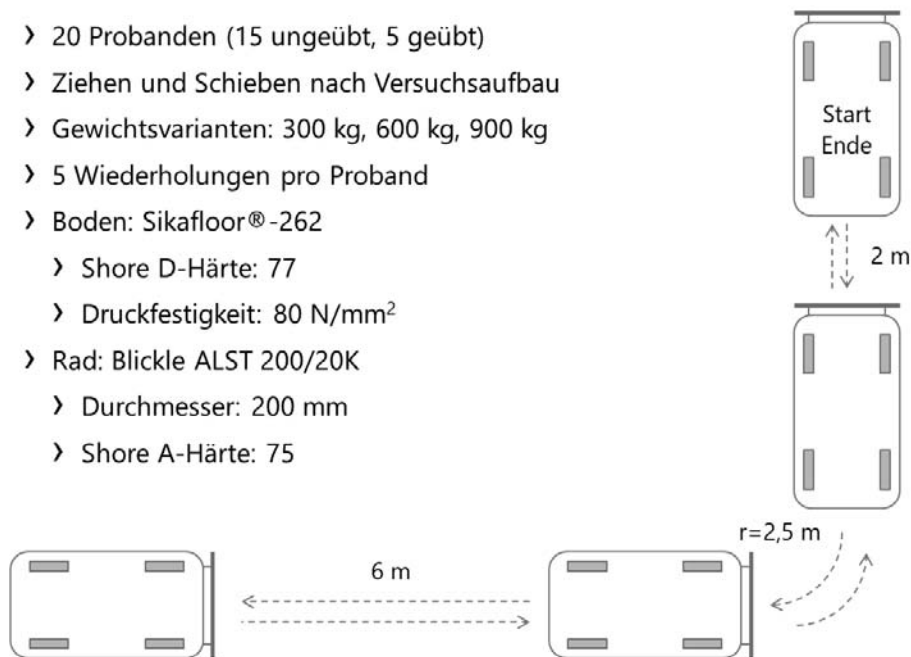 › 20 Probanden (15 ungeübt, 5 geübt)
› Ziehen und Schieben nach Versuchsaufbau
› Gewichtsvarianten: 300 kg, 600 kg, 900 kg
› 5 Wiederholungen pro Proband
› Boden: Sikafloor®-262
› Shore D-Härte: 77
› Druckfestigkeit: 80 N/mm²
› Rad: Blickle ALST 200/20K
› Durchmesser: 200 mm
› Shore A-Härte: 75
Start
Ende
2 m
r=2,5 m
6 m